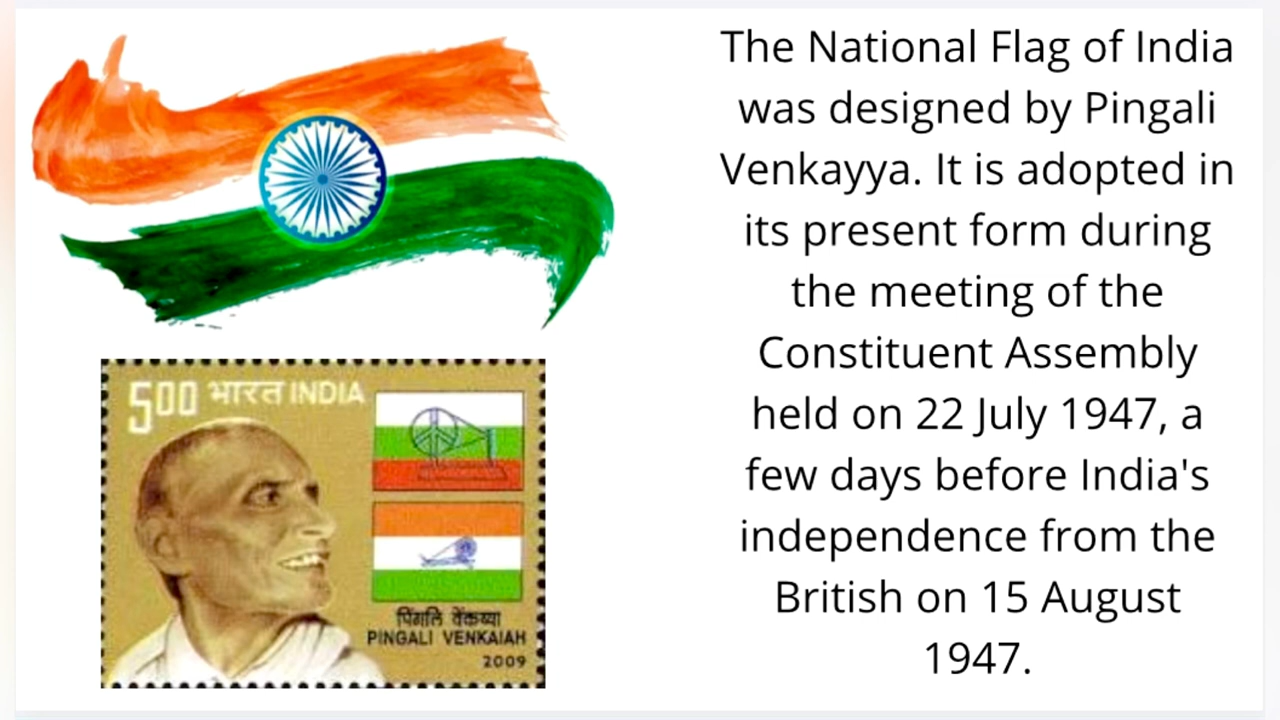 The National Flag of India
was designed by Pingali
Venkayya. It is adopted in
its present form during
the meeting of the
Constituent Assembly
held on 22 July 1947, a
few days before India's
independence from the
British on 15 August
1947.
500 भारत INDIA
पिंगलि वेंकय्या
PINGALI VENKAIAH
2009